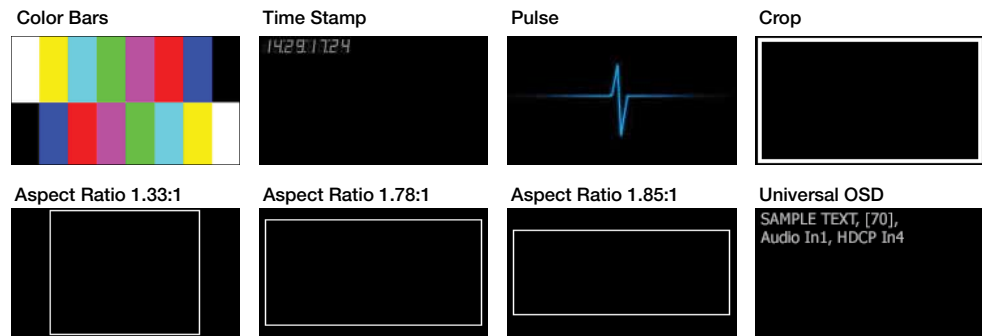 Color Bars
Time Stamp
Pulse
Crop
14:29:17:24
Aspect Ratio 1.33:1
Aspect Ratio 1.78:1
Aspect Ratio 1.85:1
Universal OSD
SAMPLE TEXT, [70],
Audio In1, HDCP In4